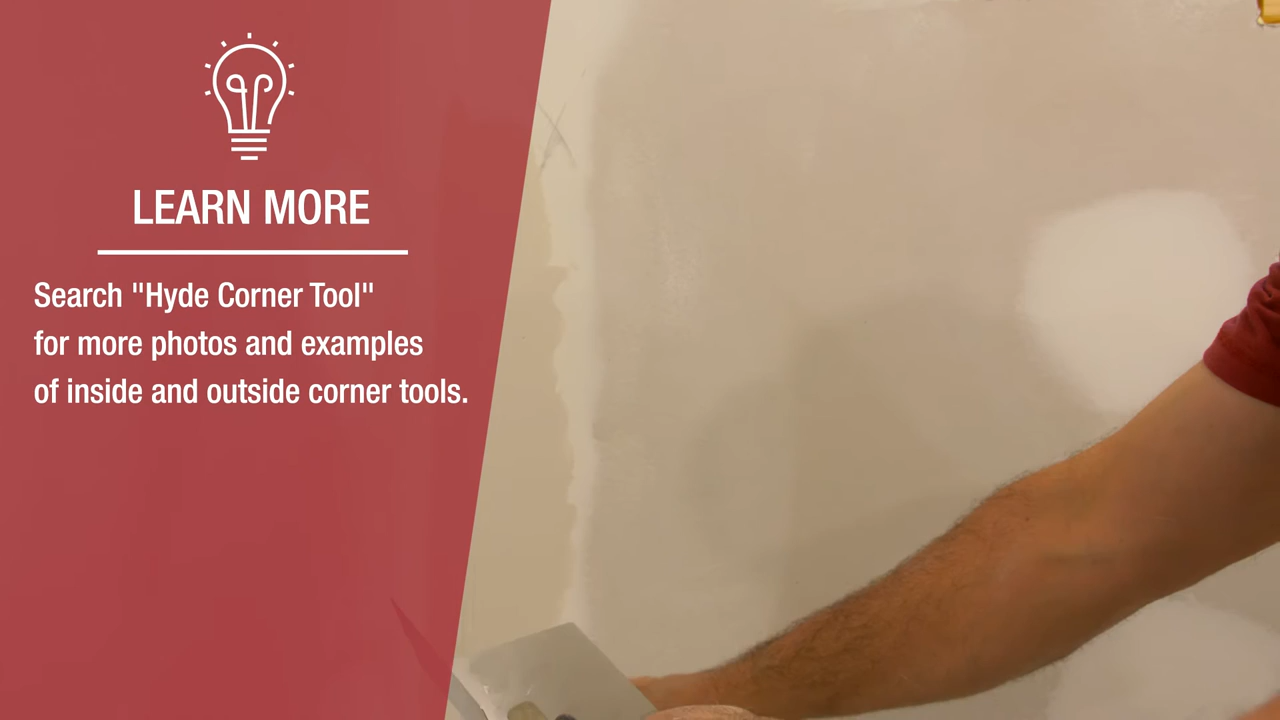 LEARN MORE
Search "Hyde Corner Tool"
for more photos and examples
of inside and outside corner tools.